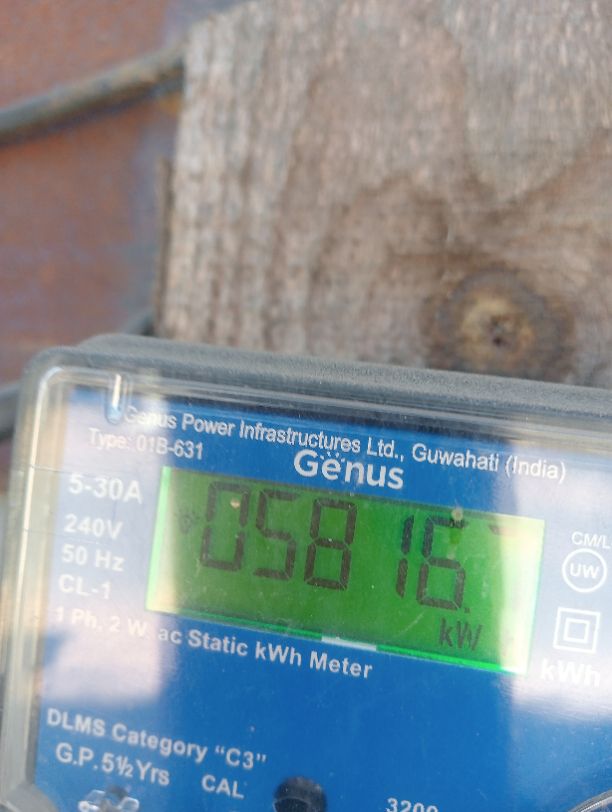 Genus Power Infrastructures Ltd., Guwahati (India)
Type: 01B-631
Genus
5-30A
240V
50 Hz
CL-1
05816.
kW
CM/L
UW
kWh
1 Ph, 2 W ac Static kWh Meter
DLMS Category "C3"
G.P. 5½ Yrs
CAL
3200